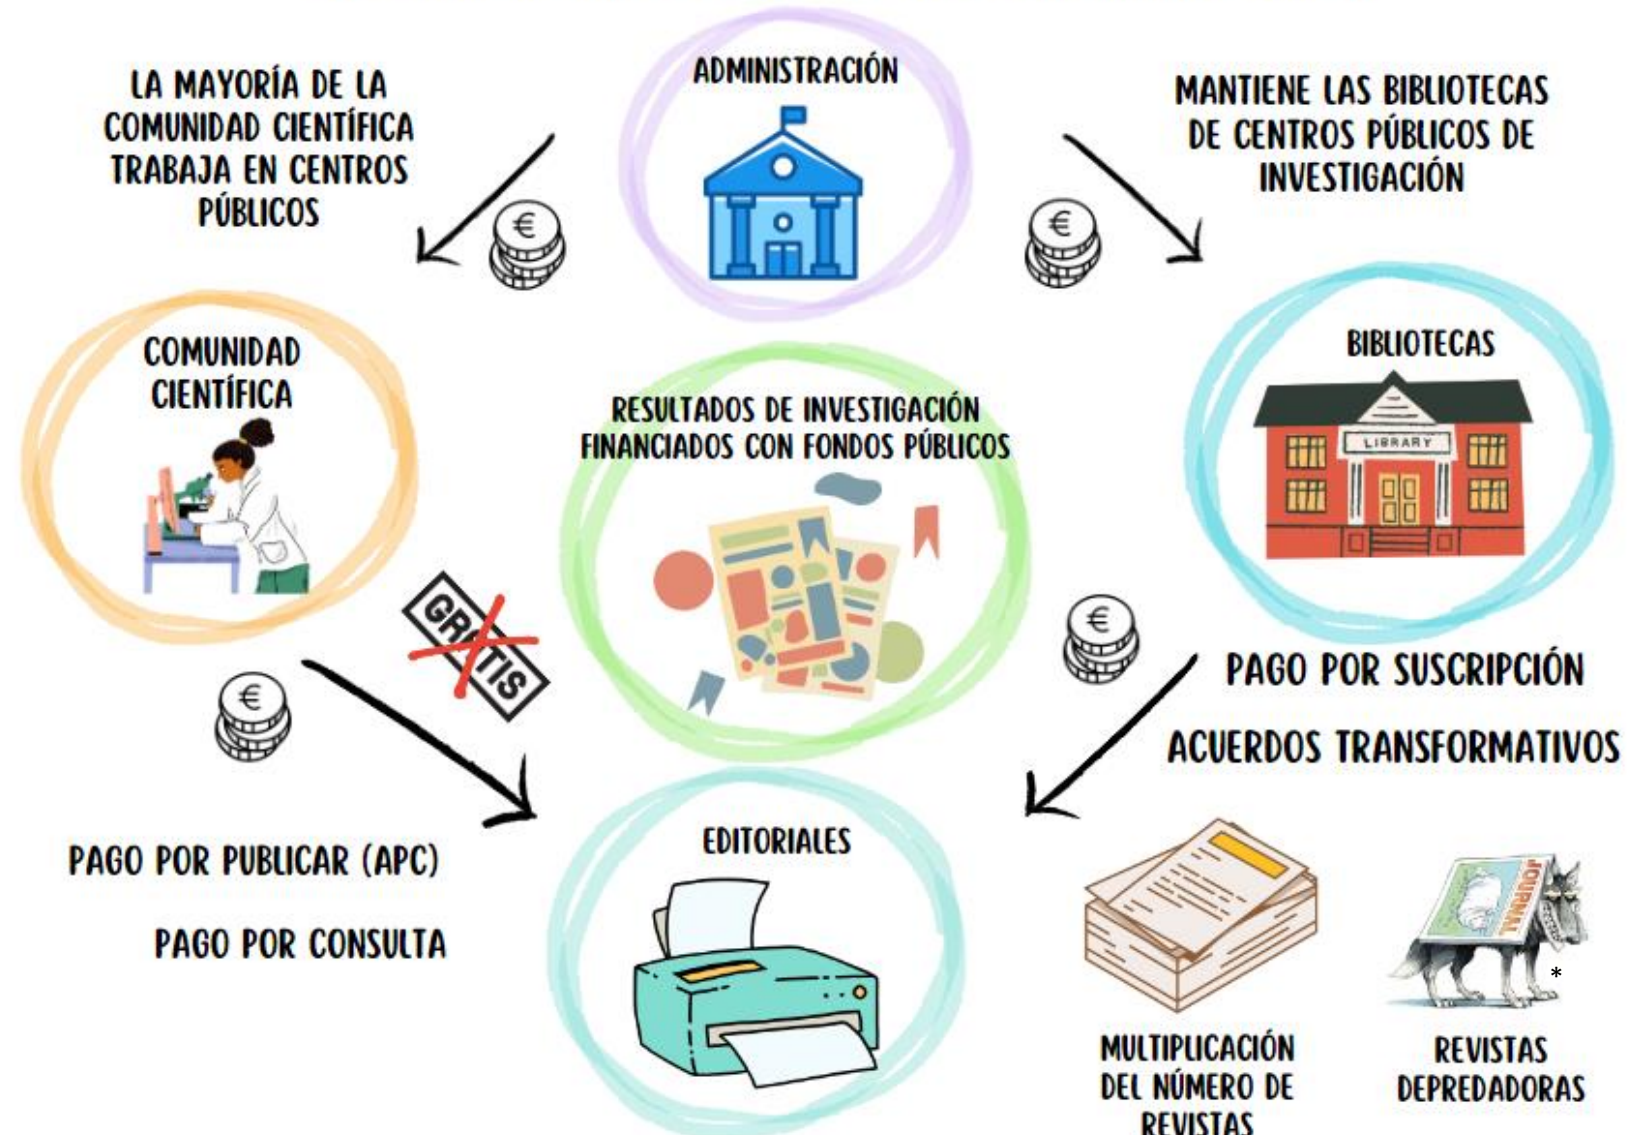 ADMINISTRACIÓN
LA MAYORÍA DE LA
COMUNIDAD CIENTÍFICA
TRABAJA EN CENTROS
PÚBLICOS
MANTIENE LAS BIBLIOTECAS
DE CENTROS PÚBLICOS DE
INVESTIGACIÓN
€
€
COMUNIDAD
CIENTÍFICA
RESULTADOS DE INVESTIGACIÓN
FINANCIADOS CON FONDOS PÚBLICOS
BIBLIOTECAS
LIBRARY
GRATIS
€
€
PAGO POR SUSCRIPCIÓN
ACUERDOS TRANSFORMATIVOS
PAGO POR PUBLICAR (APC)
PAGO POR CONSULTA
EDITORIALES
JOURNAL
*
MULTIPLICACIÓN
DEL NÚMERO DE
REVISTAS
REVISTAS
DEPREDADORAS